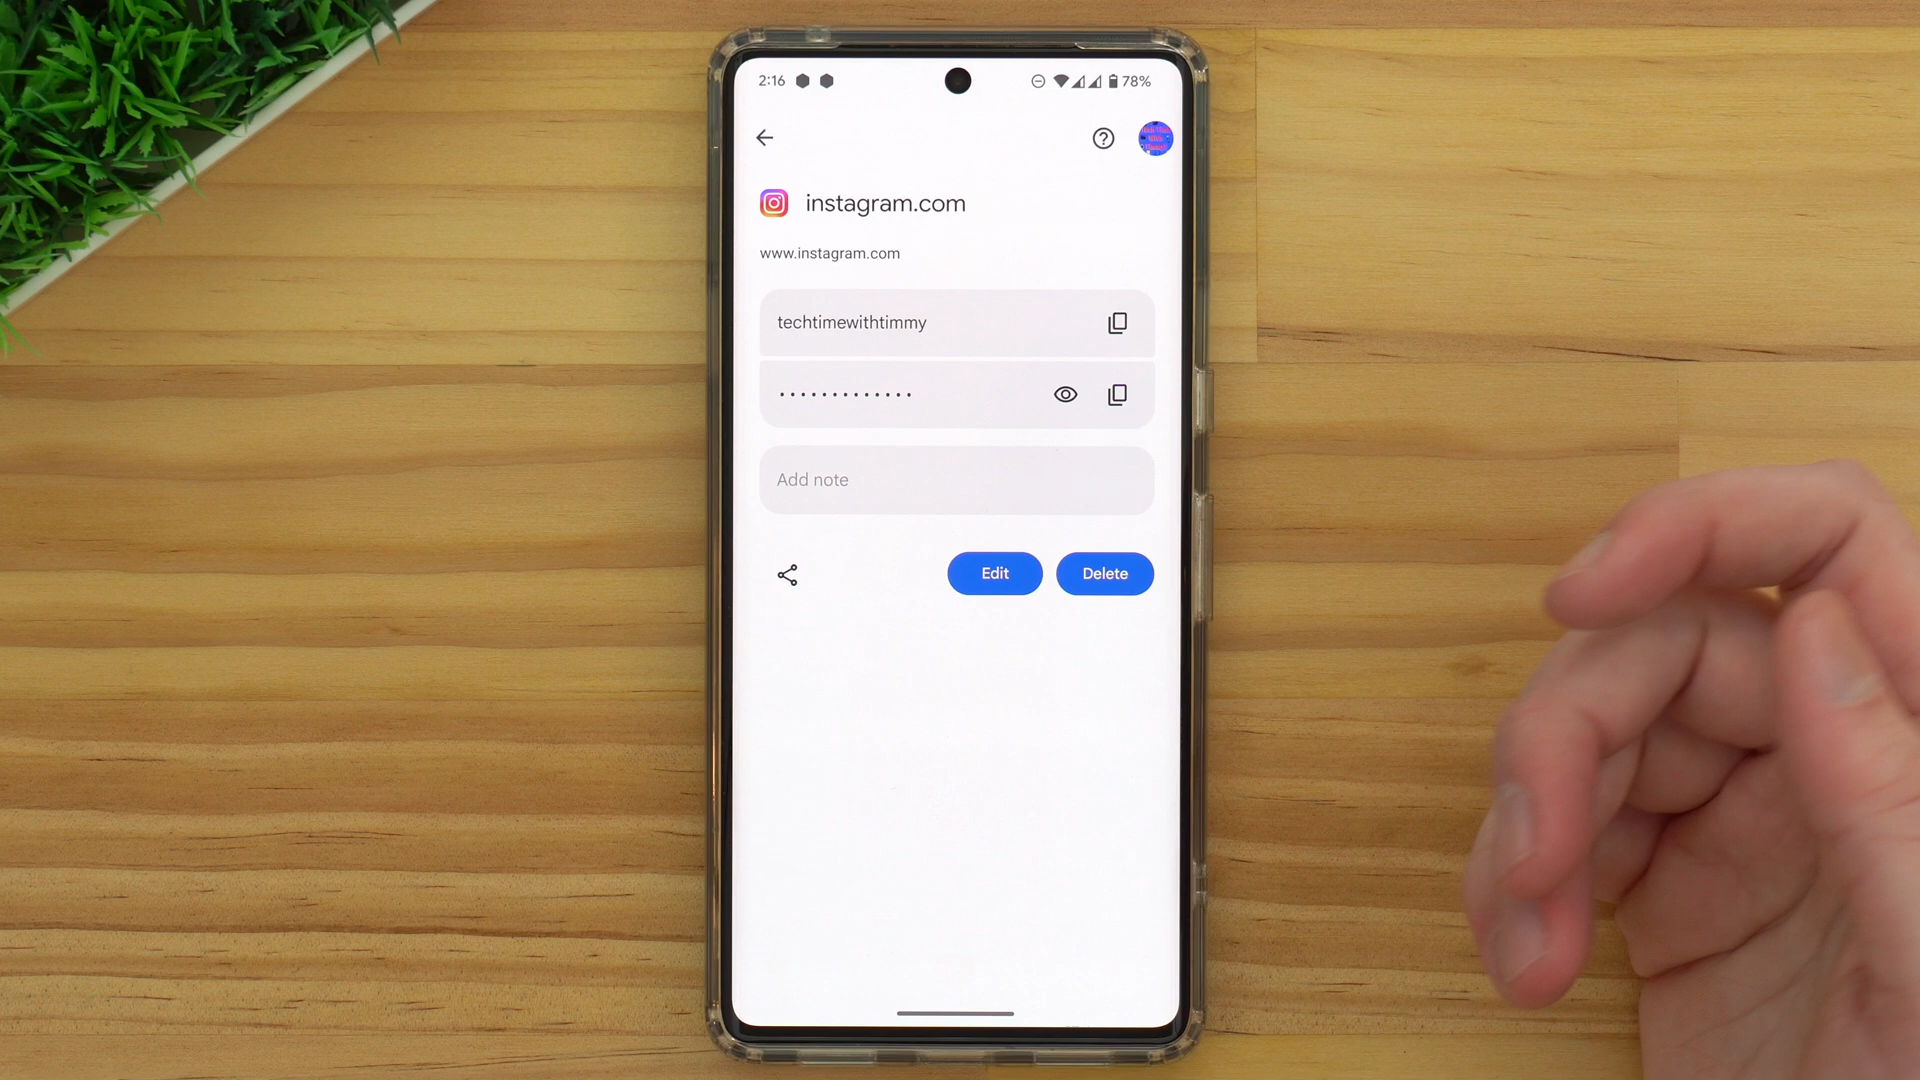 2:16 78%
instagram.com
www.instagram.com
techtimewithtimmy
•••••••••••••
Add note
Edit Delete